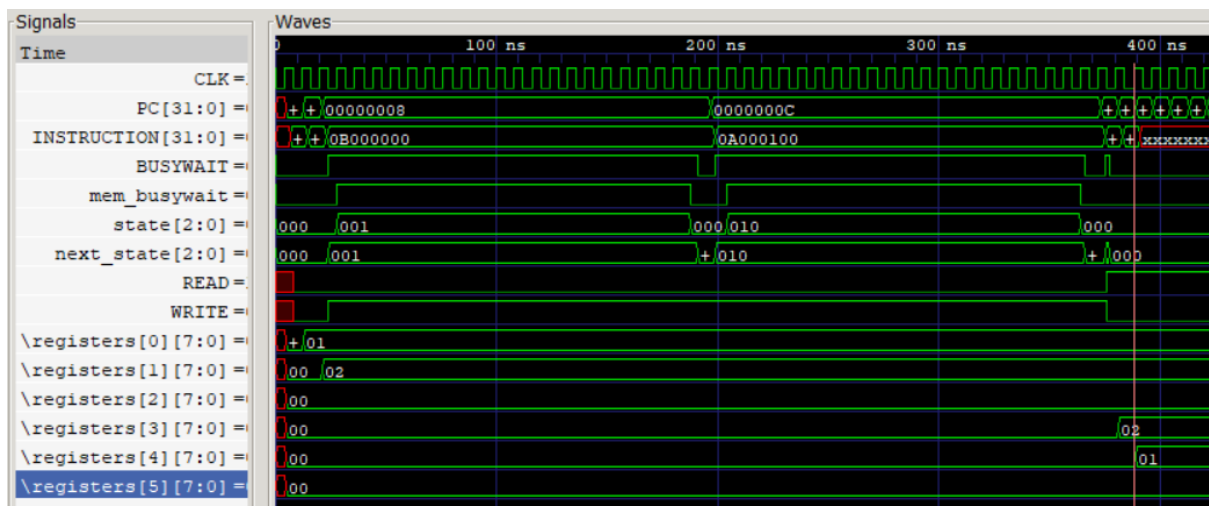 Signals Waves
Time 0 100 ns 200 ns 300 ns 400 ns
CLK =
PC[31:0] = + + 00000008 0000000C + + + + + +
INSTRUCTION[31:0] = + + 0B000000 0A000100 + + xxxxxxx
BUSYWAIT =
mem_busywait =
state[2:0] = 000 001 000 010 000
next_state[2:0] = 000 001 + 010 + 000
READ =
WRITE =
\registers[0][7:0] = + 01
\registers[1][7:0] = 00 02
\registers[2][7:0] = 00
\registers[3][7:0] = 00 02
\registers[4][7:0] = 00 01
\registers[5][7:0] = 00